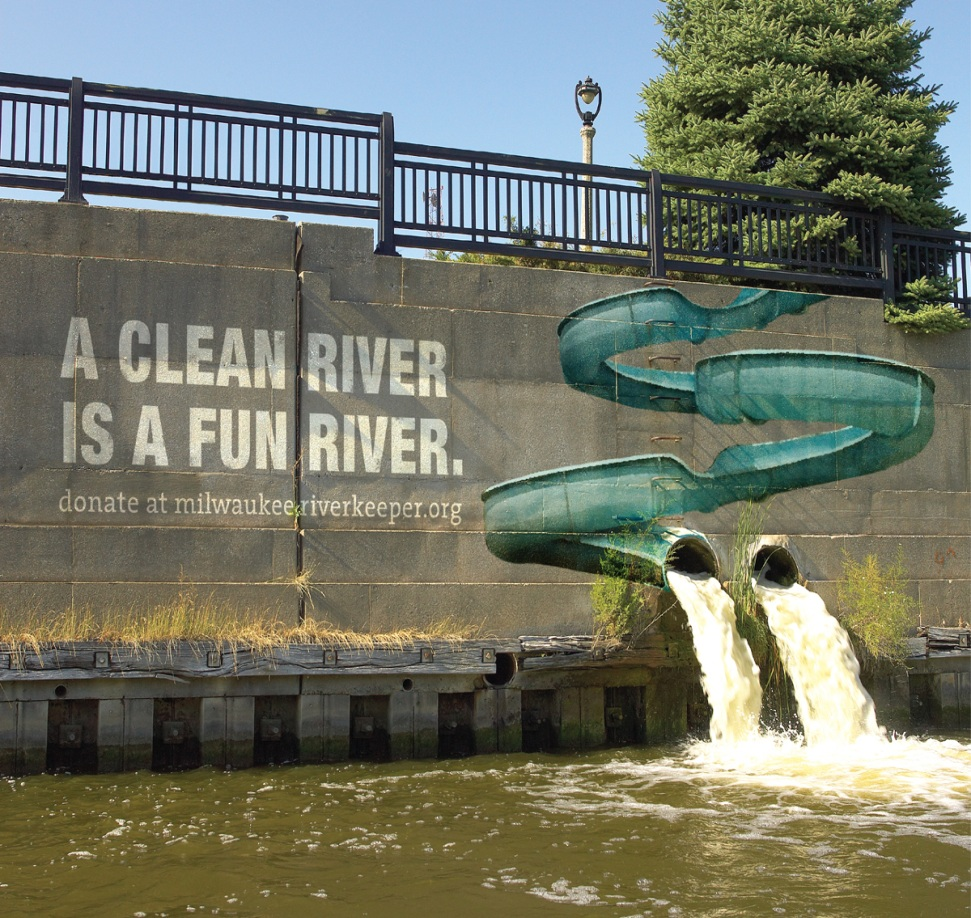 A CLEAN RIVER
IS A FUN RIVER.
donate at milwaukeeriverkeeper.org